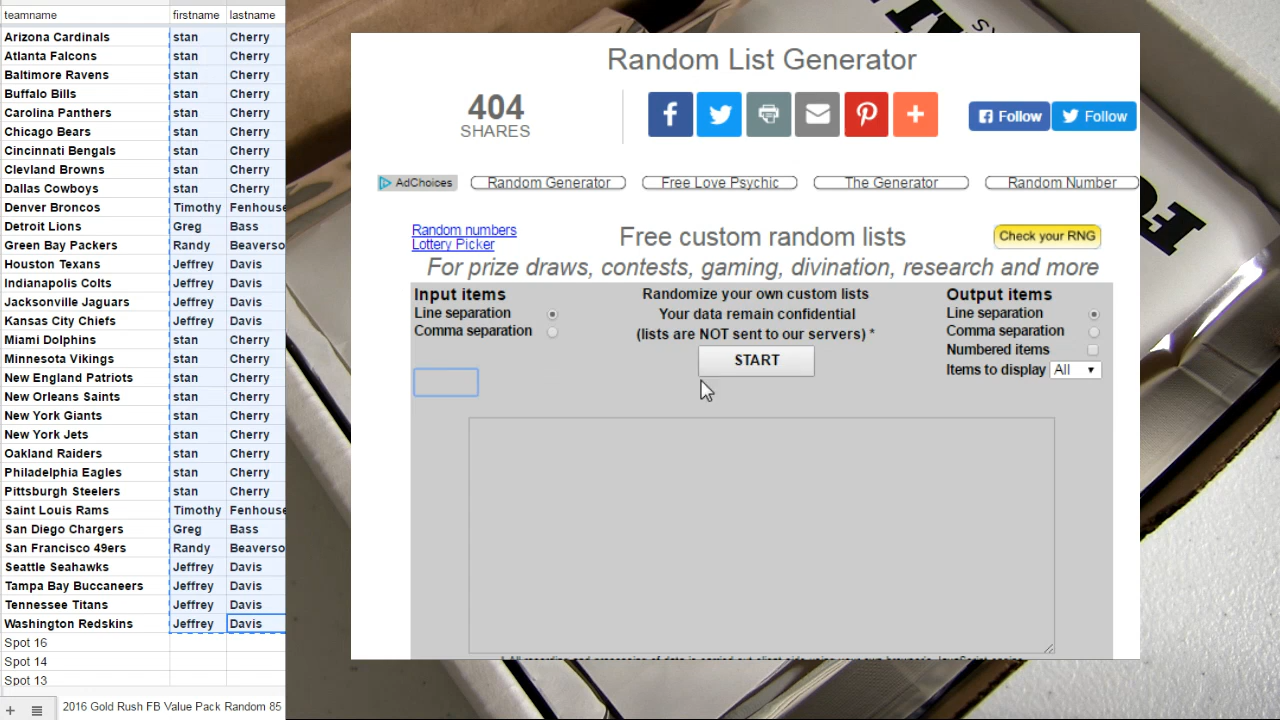 teamname firstname lastname
Arizona Cardinals stan Cherry
Atlanta Falcons stan Cherry
Baltimore Ravens stan Cherry
Buffalo Bills stan Cherry
Carolina Panthers stan Cherry
Chicago Bears stan Cherry
Cincinnati Bengals stan Cherry
Clevland Browns stan Cherry
Dallas Cowboys stan Cherry
Denver Broncos Timothy Fenhouse
Detroit Lions Greg Bass
Green Bay Packers Randy Beaverso
Houston Texans Jeffrey Davis
Indianapolis Colts Jeffrey Davis
Jacksonville Jaguars Jeffrey Davis
Kansas City Chiefs Jeffrey Davis
Miami Dolphins stan Cherry
Minnesota Vikings stan Cherry
New England Patriots stan Cherry
New Orleans Saints stan Cherry
New York Giants stan Cherry
New York Jets stan Cherry
Oakland Raiders stan Cherry
Philadelphia Eagles stan Cherry
Pittsburgh Steelers stan Cherry
Saint Louis Rams Timothy Fenhouse
San Diego Chargers Greg Bass
San Francisco 49ers Randy Beaverso
Seattle Seahawks Jeffrey Davis
Tampa Bay Buccaneers Jeffrey Davis
Tennessee Titans Jeffrey Davis
Washington Redskins Jeffrey Davis
Spot 16
Spot 14
Spot 13
2016 Gold Rush FB Value Pack Random 85
Random List Generator
404
SHARES
Follow Follow
AdChoices Random Generator Free Love Psychic The Generator Random Number
Random numbers
Lottery Picker
Free custom random lists
Check your RNG
For prize draws, contests, gaming, divination, research and more
Input items
Line separation
Comma separation
Randomize your own custom lists
Your data remain confidential
(lists are NOT sent to our servers) *
START
Output items
Line separation
Comma separation
Numbered items
Items to display All